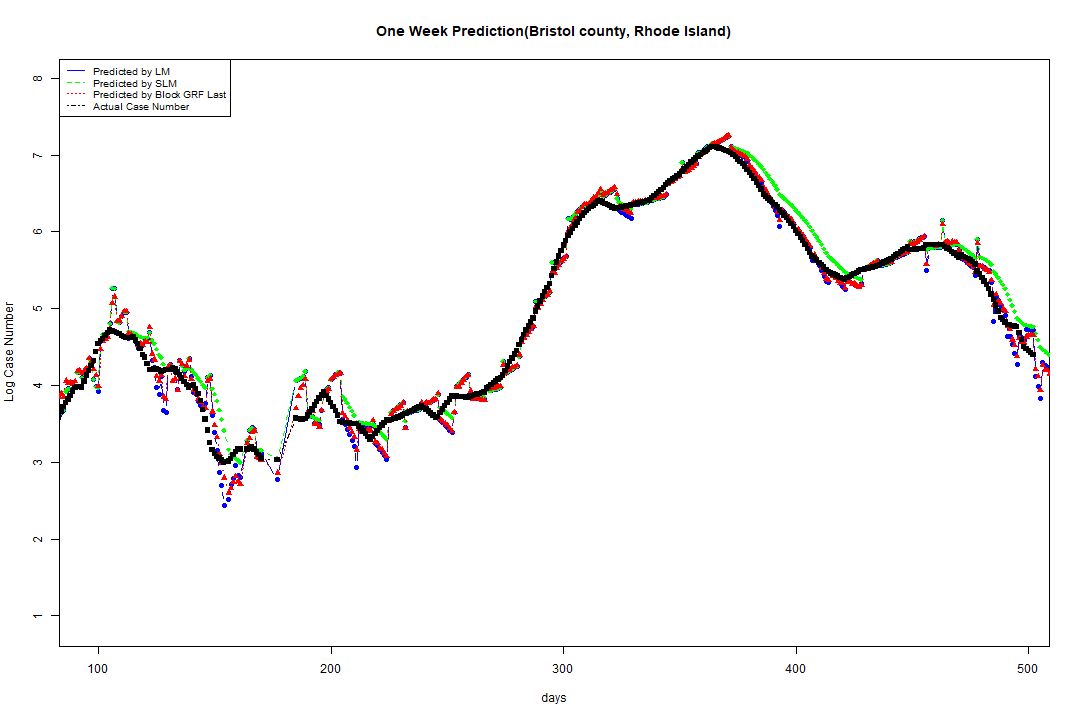 One Week Prediction(Bristol county, Rhode Island)
Predicted by LM
Predicted by SLM
Predicted by Block GRF Last
Actual Case Number
8
7
6
5
4
3
2
1
Log Case Number
100
200
300
400
500
days